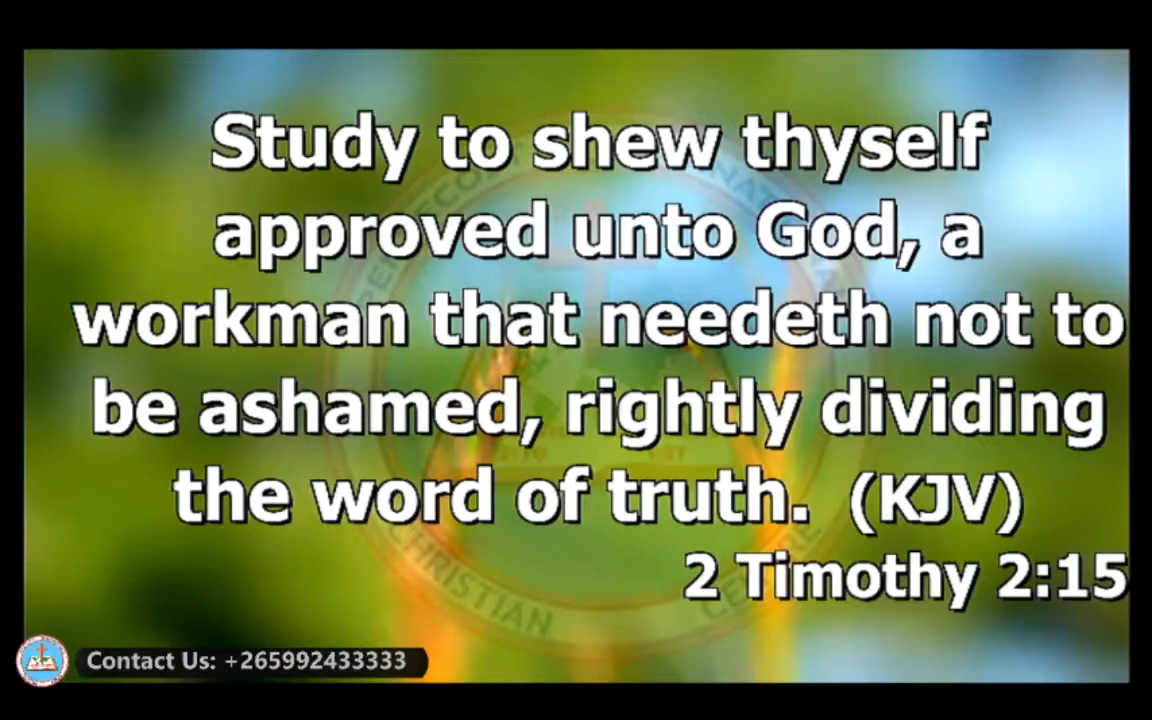 Study to shew thyself
approved unto God, a
workman that needeth not to
be ashamed, rightly dividing
the word of truth. (KJV)
2 Timothy 2:15
CHRISTIAN
Contact Us: +265992433333